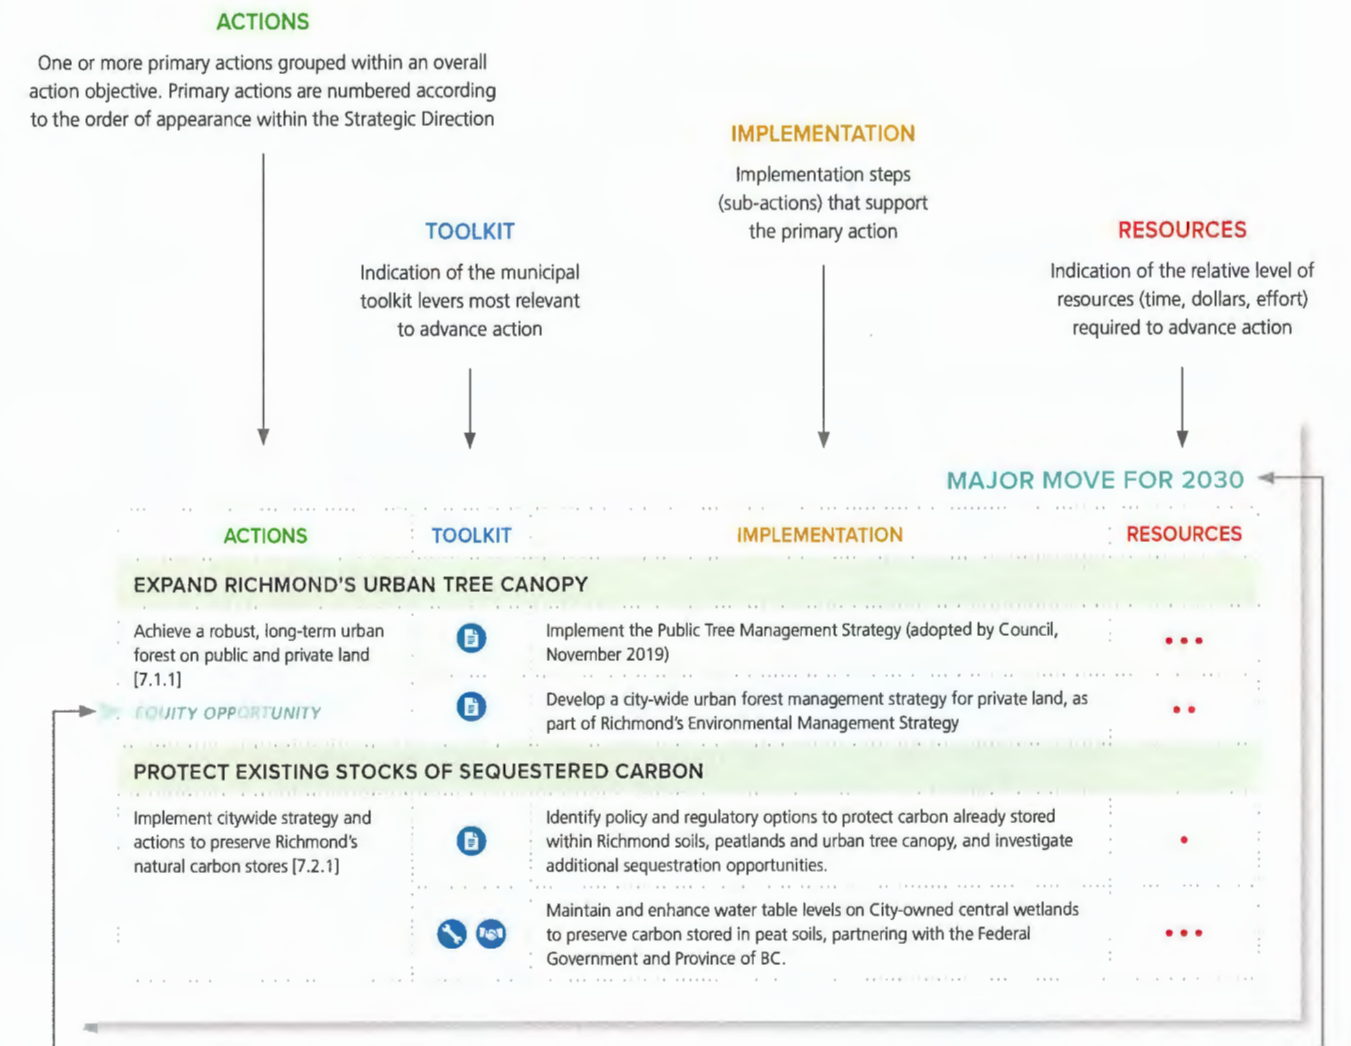 ACTIONS
One or more primary actions grouped within an overall
action objective. Primary actions are numbered according
to the order of appearance within the Strategic Direction
IMPLEMENTATION
Implementation steps
(sub-actions) that support
the primary action
TOOLKIT
Indication of the municipal
toolkit levers most relevant
to advance action
RESOURCES
Indication of the relative level of
resources (time, dollars, effort)
required to advance action
MAJOR MOVE FOR 2030
ACTIONS
TOOLKIT
IMPLEMENTATION
RESOURCES
EXPAND RICHMOND'S URBAN TREE CANOPY
Achieve a robust, long-term urban
forest on public and private land
[7.1.1]
EQUITY OPPORTUNITY
Implement the Public Tree Management Strategy (adopted by Council,
November 2019)
Develop a city-wide urban forest management strategy for private land, as
part of Richmond's Environmental Management Strategy
PROTECT EXISTING STOCKS OF SEQUESTERED CARBON
Implement citywide strategy and
actions to preserve Richmond's
natural carbon stores [7.2.1]
Identify policy and regulatory options to protect carbon already stored
within Richmond soils, peatlands and urban tree canopy, and investigate
additional sequestration opportunities.
Maintain and enhance water table levels on City-owned central wetlands
to preserve carbon stored in peat soils, partnering with the Federal
Government and Province of BC.